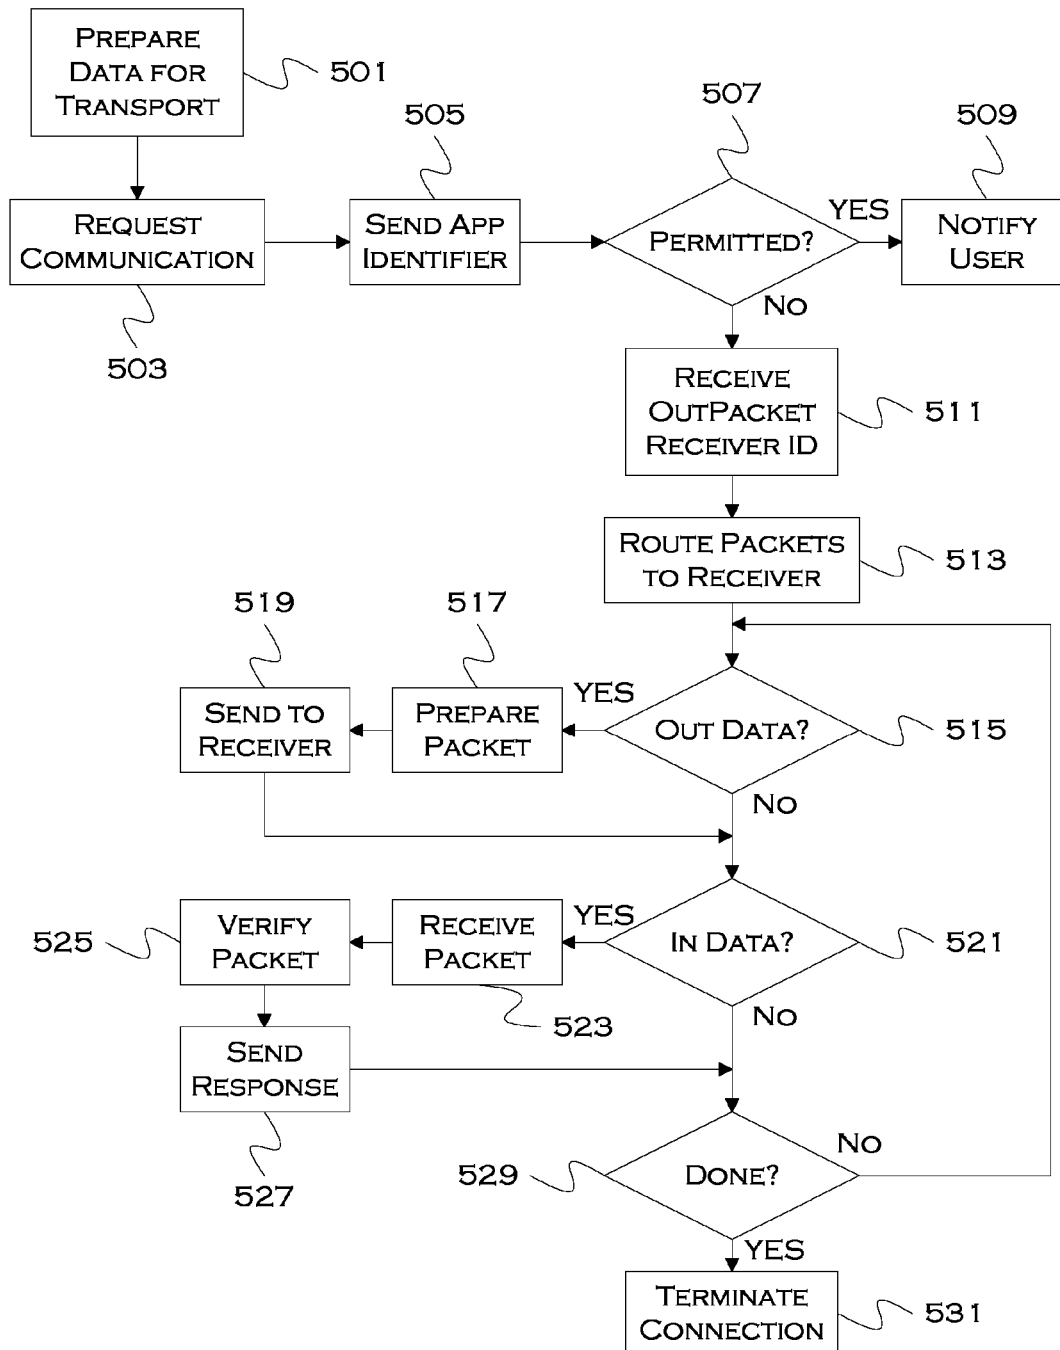 PREPARE
DATA FOR
TRANSPORT
501
505
507
509
REQUEST
COMMUNICATION
503
SEND APP
IDENTIFIER
PERMITTED?
YES
NOTIFY
USER
NO
RECEIVE
OUTPACKET
RECEIVER ID
511
ROUTE PACKETS
TO RECEIVER
513
519
517
SEND TO
RECEIVER
PREPARE
PACKET
YES
OUT DATA?
515
NO
525
VERIFY
PACKET
RECEIVE
PACKET
YES
IN DATA?
521
523
NO
SEND
RESPONSE
527
529
DONE?
NO
YES
TERMINATE
CONNECTION
531